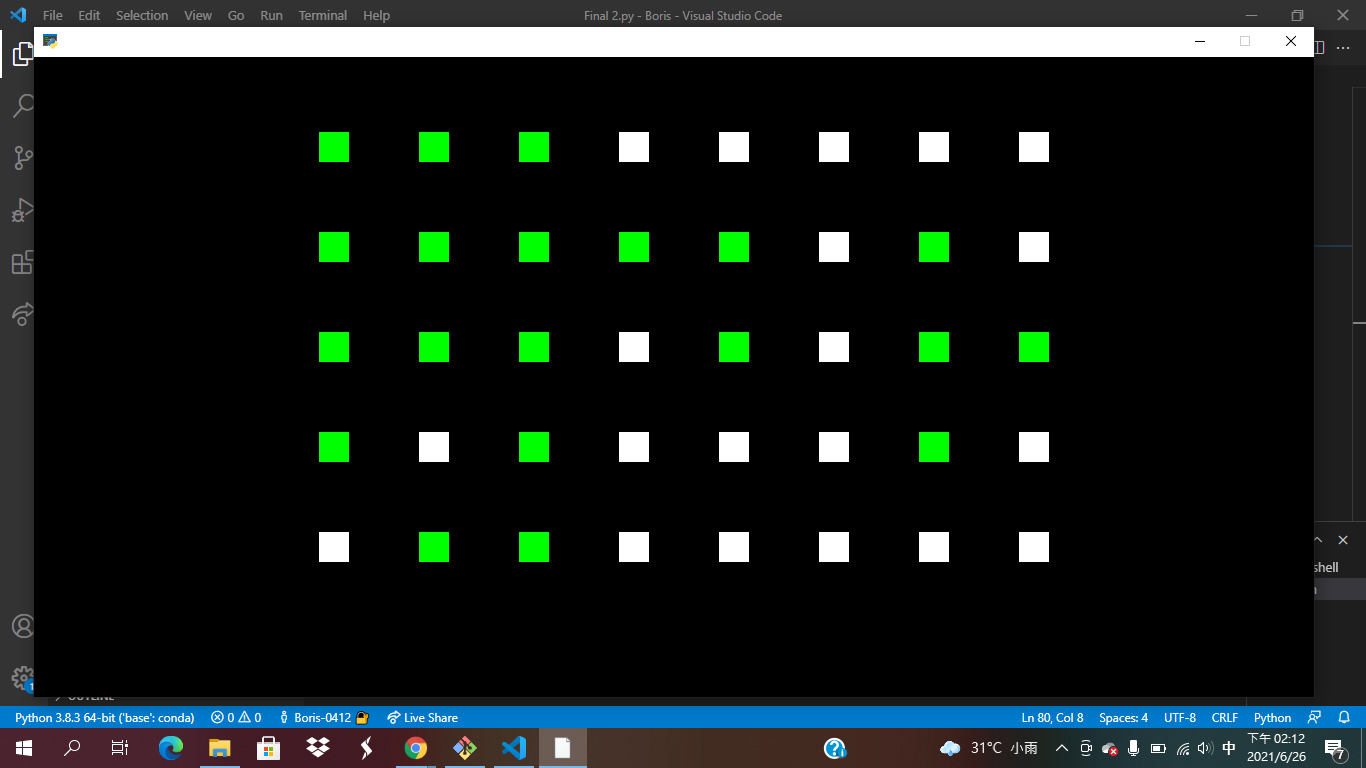 File Edit Selection View Go Run Terminal Help Final 2.py - Boris - Visual Studio Code
shell
OUTLINE
Python 3.8.3 64-bit ('base': conda) 0 0 Boris-0412 Live Share Ln 80, Col 8 Spaces: 4 UTF-8 CRLF Python
31°C 小雨 中 下午 02:12
2021/6/26 7